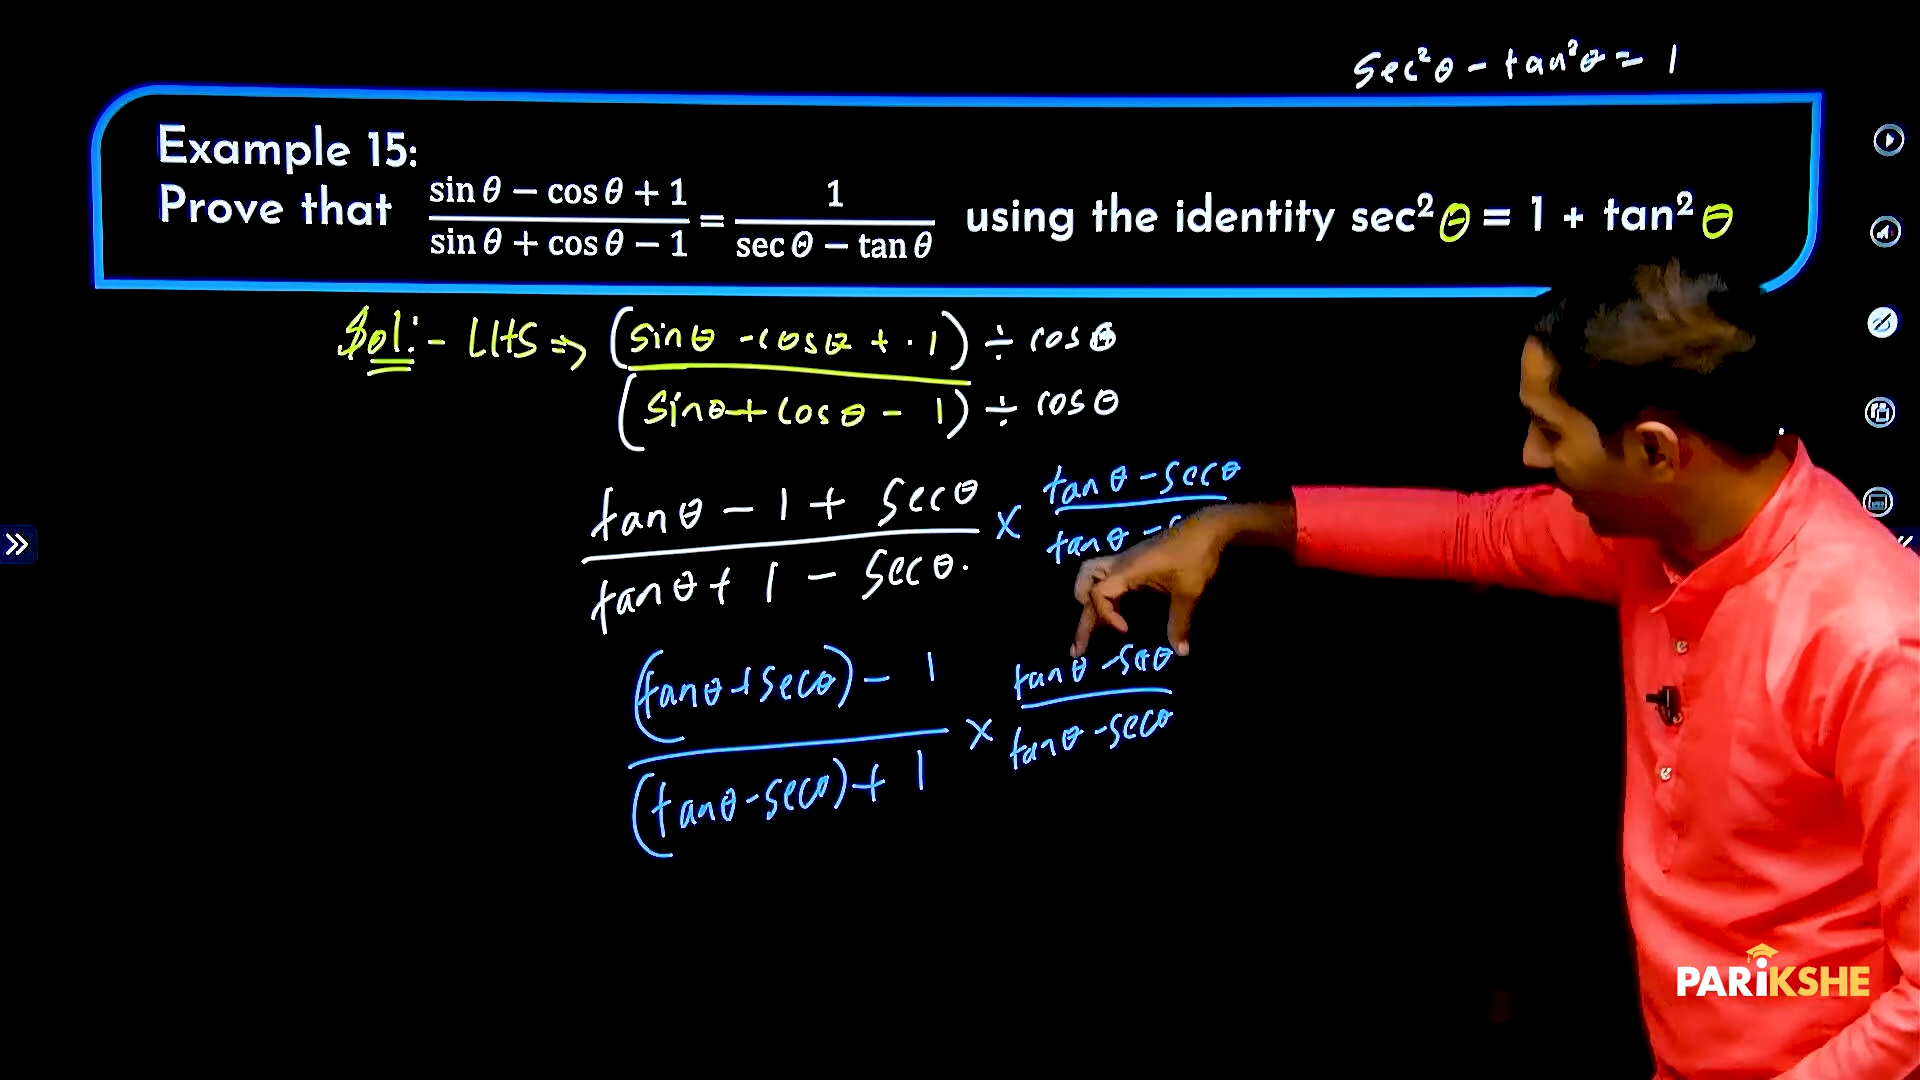 sec²θ - tan²θ = 1
Example 15:
Prove that (sin θ − cos θ + 1)/(sin θ + cos θ − 1) = 1/(sec Θ − tan θ) using the identity sec² θ = 1 + tan² θ
Sol:- LHS ⇒ (sinθ - cosθ + 1) ÷ cosθ
(sinθ + cosθ - 1) ÷ cosθ
tanθ - 1 + secθ × tanθ - secθ
tanθ + 1 - secθ. tanθ -
(tanθ + secθ) - 1 × tanθ - secθ
(tanθ - secθ) + 1 tanθ - secθ
PARiKSHE